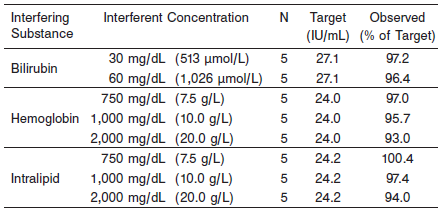 Interfering Interferent Concentration N Target Observed
Substance (IU/mL) (% of Target)
Bilirubin
30 mg/dL (513 μmol/L) 5 27.1 97.2
60 mg/dL (1,026 μmol/L) 5 27.1 96.4
750 mg/dL (7.5 g/L) 5 24.0 97.0
Hemoglobin 1,000 mg/dL (10.0 g/L) 5 24.0 95.7
2,000 mg/dL (20.0 g/L) 5 24.0 93.0
750 mg/dL (7.5 g/L) 5 24.2 100.4
Intralipid 1,000 mg/dL (10.0 g/L) 5 24.2 97.4
2,000 mg/dL (20.0 g/L) 5 24.2 94.0